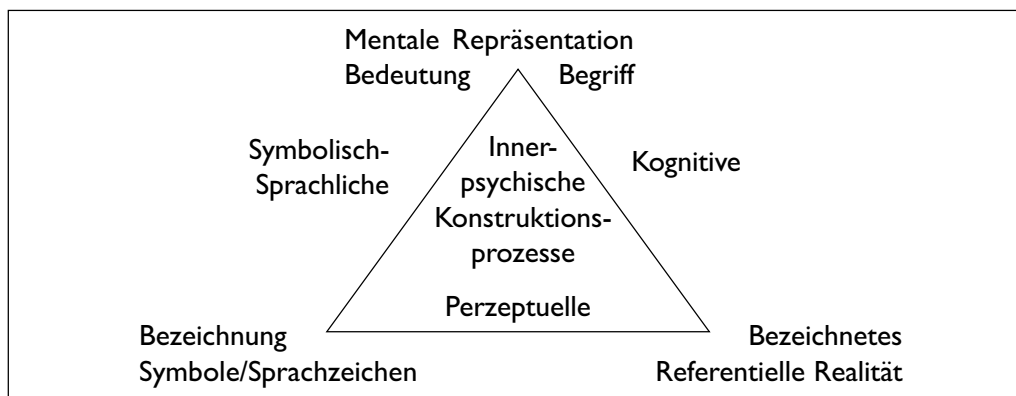 Mentale Repräsentation
Bedeutung Begriff
Symbolisch-
Sprachliche
Inner-
psychische
Kognitive
Konstruktions-
prozesse
Perzeptuelle
Bezeichnung
Symbole/Sprachzeichen
Bezeichnetes
Referentielle Realität